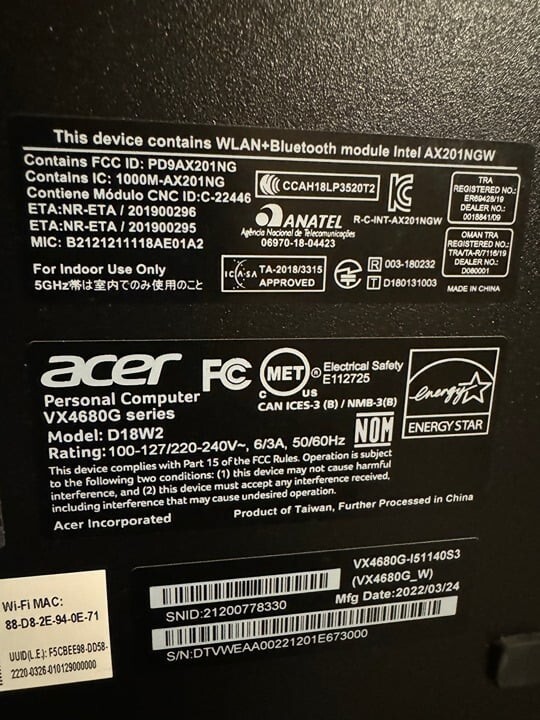 This device contains WLAN+Bluetooth module Intel AX201NGW
Contains FCC ID: PD9AX201NG
Contains IC: 1000M-AX201NG
Contiene Módulo CNC ID:C-22446
ETA:NR-ETA / 201900296
ETA:NR-ETA / 201900295
MIC: B2121211118AE01A2
For Indoor Use Only
5GHz帯は室内でのみ使用のこと
CCAH18LP3520T2
ANATEL
Agência Nacional de Telecomunicações
06970-18-04423
R-C-INT-AX201NGW
ICASA TA-2018/3315
APPROVED
R 003-180232
T D180131003
TRA
REGISTERED NO.:
ER69428/19
DEALER NO.:
0018841/09
OMAN TRA
REGISTERED NO.:
TRA/TA-R/7116/19
DEALER NO.:
D080001
MADE IN CHINA
acer
Personal Computer
VX4680G series
Model: D18W2
Rating:100-127/220-240V~, 6/3A, 50/60Hz
FC
MET
C US
Electrical Safety
E112725
CAN ICES-3 (B) / NMB-3(B)
NOM
energy
ENERGY STAR
This device complies with Part 15 of the FCC Rules. Operation is subject
to the following two conditions: (1) this device may not cause harmful
interference, and (2) this device must accept any interference received,
including interference that may cause undesired operation.
Acer Incorporated
Product of Taiwan, Further Processed in China
VX4680G-I51140S3
(VX4680G_W)
SNID:21200778330
Mfg Date:2022/03/24
S/N:DTVWEAA00221201E673000
Wi-Fi MAC:
88-D8-2E-94-0E-71
UUID(L.E.): F5CBEE98-DD58-
2220-0326-010129000000